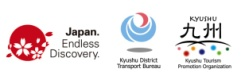 Japan.
Endless
Discovery.
Kyushu District
Transport Bureau
KYUSHU
九州
Kyushu Tourism
Promotion Organization